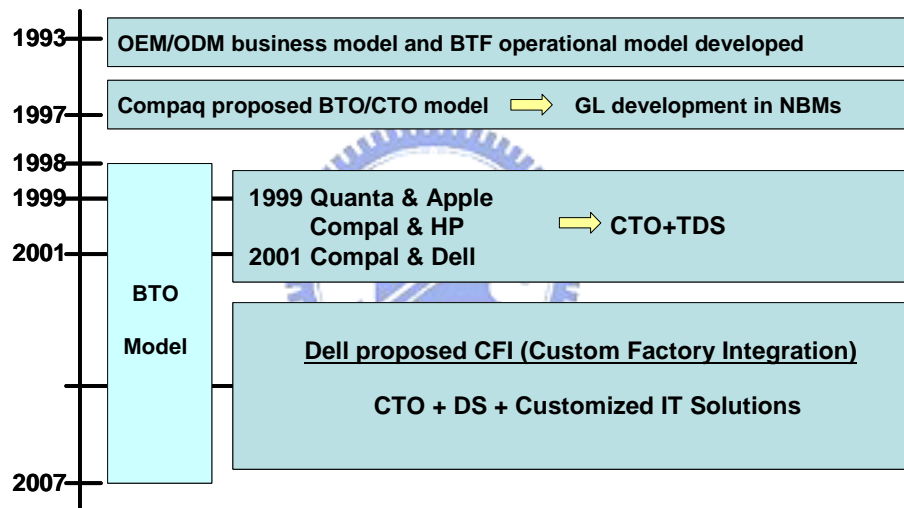 1993
OEM/ODM business model and BTF operational model developed
1997
Compaq proposed BTO/CTO model GL development in NBMs
1998
1999
2001
2007
BTO
Model
1999 Quanta & Apple
Compal & HP
2001 Compal & Dell
CTO+TDS
Dell proposed CFI (Custom Factory Integration)
CTO + DS + Customized IT Solutions